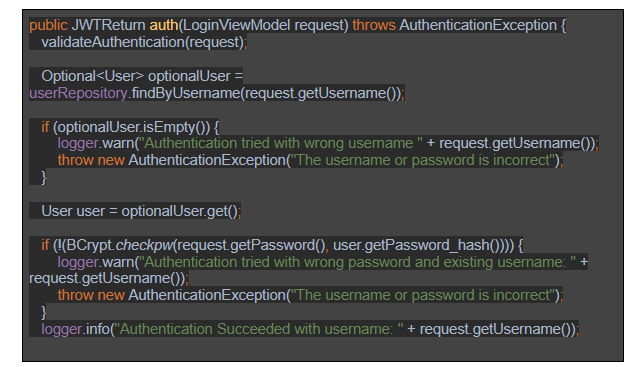 public JWTReturn auth(LoginViewModel request) throws AuthenticationException {
validateAuthentication(request);
Optional<User> optionalUser =
userRepository.findByUsername(request.getUsername());
if (optionalUser.isEmpty()) {
logger.warn("Authentication tried with wrong username " + request.getUsername());
throw new AuthenticationException("The username or password is incorrect");
}
User user = optionalUser.get();
if (!(BCrypt.checkpw(request.getPassword(), user.getPassword_hash()))) {
logger.warn("Authentication tried with wrong password and existing username: " +
request.getUsername());
throw new AuthenticationException("The username or password is incorrect");
}
logger.info("Authentication Succeeded with username: " + request.getUsername());